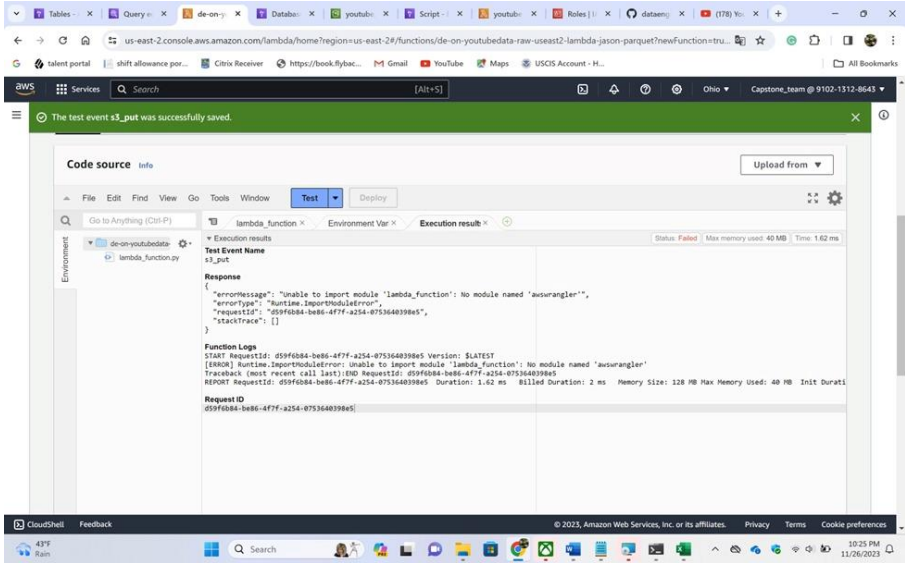 Tables -
Query e
de-on-y
Databas
youtube
Script -
youtube
Roles | I
dataeng
(178) Yo
us-east-2.console.aws.amazon.com/lambda/home?region=us-east-2#/functions/de-on-youtubedata-raw-useast2-lambda-jason-parquet?newFunction=tru...
talent portal
shift allowance por...
Citrix Receiver
https://book.flybac...
Gmail
YouTube
Maps
USCIS Account - H...
All Bookmarks
aws
Services
Search
[Alt+S]
Ohio
Capstone_team @ 9102-1312-8643
The test event s3_put was successfully saved.
Code source Info
Upload from
File Edit Find View Go Tools Window
Test
Deploy
Go to Anything (Ctrl-P)
lambda_function
Environment Var
Execution results
Environment
de-on-youtubedata-
lambda_function.py
Execution results
Status: Failed
Max memory used: 40 MB
Time: 1.62 ms
Test Event Name
s3_put
Response
{
"errorMessage": "Unable to import module 'lambda_function': No module named 'awswrangler'",
"errorType": "Runtime.ImportModuleError",
"requestId": "d59f6b84-be86-4f7f-a254-0753640398e5",
"stackTrace": []
}
Function Logs
START RequestId: d59f6b84-be86-4f7f-a254-0753640398e5 Version: $LATEST
[ERROR] Runtime.ImportModuleError: Unable to import module 'lambda_function': No module named 'awswrangler'
Traceback (most recent call last):END RequestId: d59f6b84-be86-4f7f-a254-0753640398e5
REPORT RequestId: d59f6b84-be86-4f7f-a254-0753640398e5 Duration: 1.62 ms Billed Duration: 2 ms Memory Size: 128 MB Max Memory Used: 40 MB Init Durati
Request ID
d59f6b84-be86-4f7f-a254-0753640398e5
CloudShell
Feedback
© 2023, Amazon Web Services, Inc. or its affiliates.
Privacy
Terms
Cookie preferences
43°F
Rain
Search
10:25 PM
11/26/2023